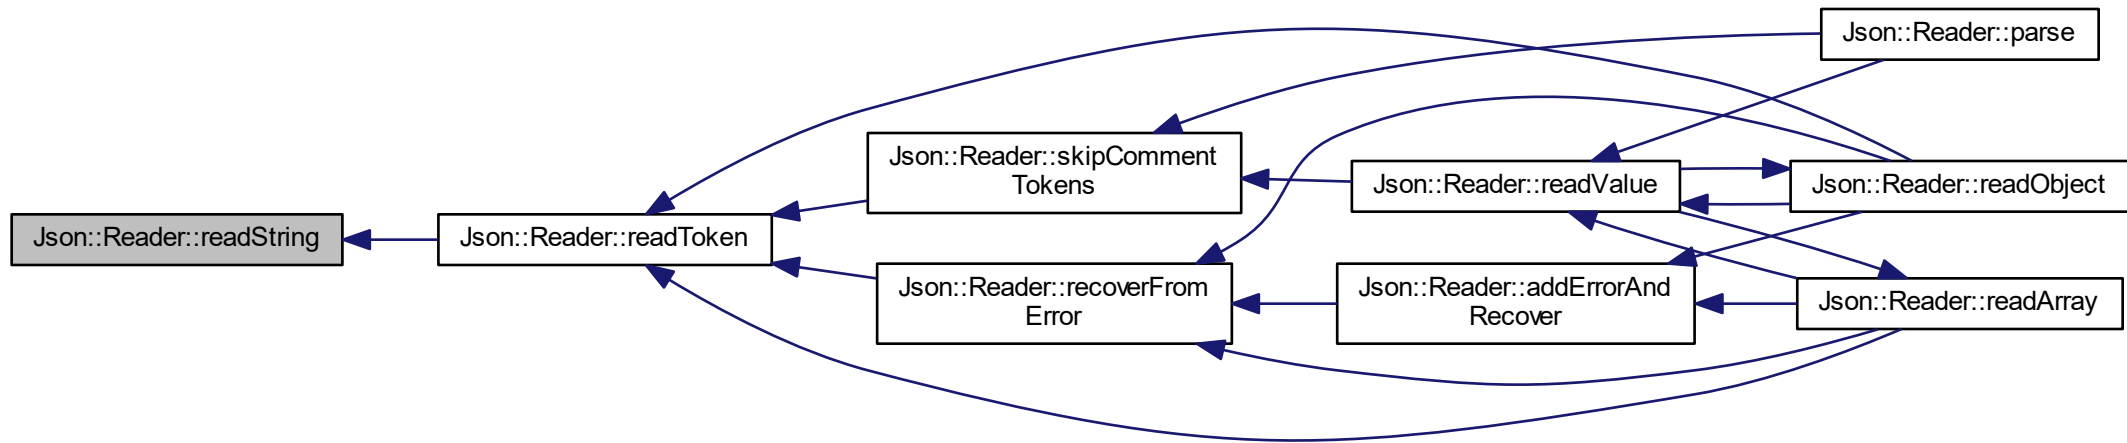 Json::Reader::readString
Json::Reader::readToken
Json::Reader::skipComment
Tokens
Json::Reader::recoverFrom
Error
Json::Reader::readValue
Json::Reader::addErrorAnd
Recover
Json::Reader::parse
Json::Reader::readObject
Json::Reader::readArray